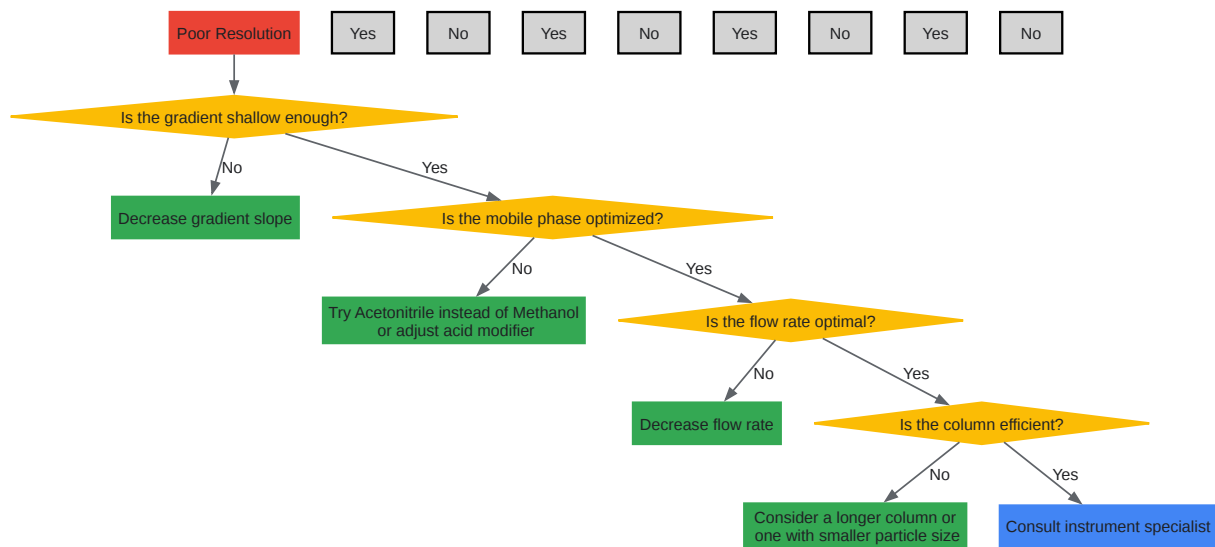 Poor Resolution
Yes
No
Yes
No
Yes
No
Yes
No
Is the gradient shallow enough?
No
Yes
Decrease gradient slope
Is the mobile phase optimized?
No
Yes
Try Acetonitrile instead of Methanol
or adjust acid modifier
Is the flow rate optimal?
No
Yes
Decrease flow rate
Is the column efficient?
No
Yes
Consider a longer column or
one with smaller particle size
Consult instrument specialist